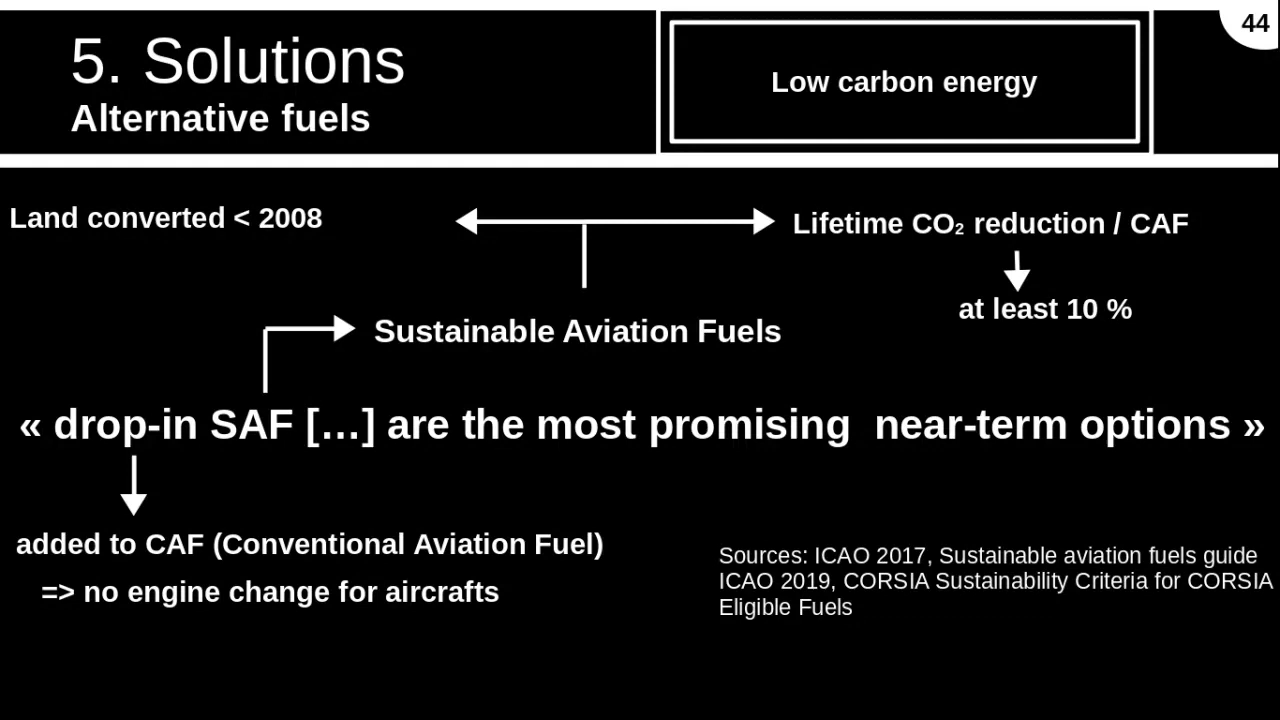 44
5. Solutions
Alternative fuels
Low carbon energy
Land converted < 2008
Lifetime CO₂ reduction / CAF
at least 10 %
Sustainable Aviation Fuels
« drop-in SAF […] are the most promising  near-term options »
added to CAF (Conventional Aviation Fuel)
=> no engine change for aircrafts
Sources: ICAO 2017, Sustainable aviation fuels guide
ICAO 2019, CORSIA Sustainability Criteria for CORSIA
Eligible Fuels